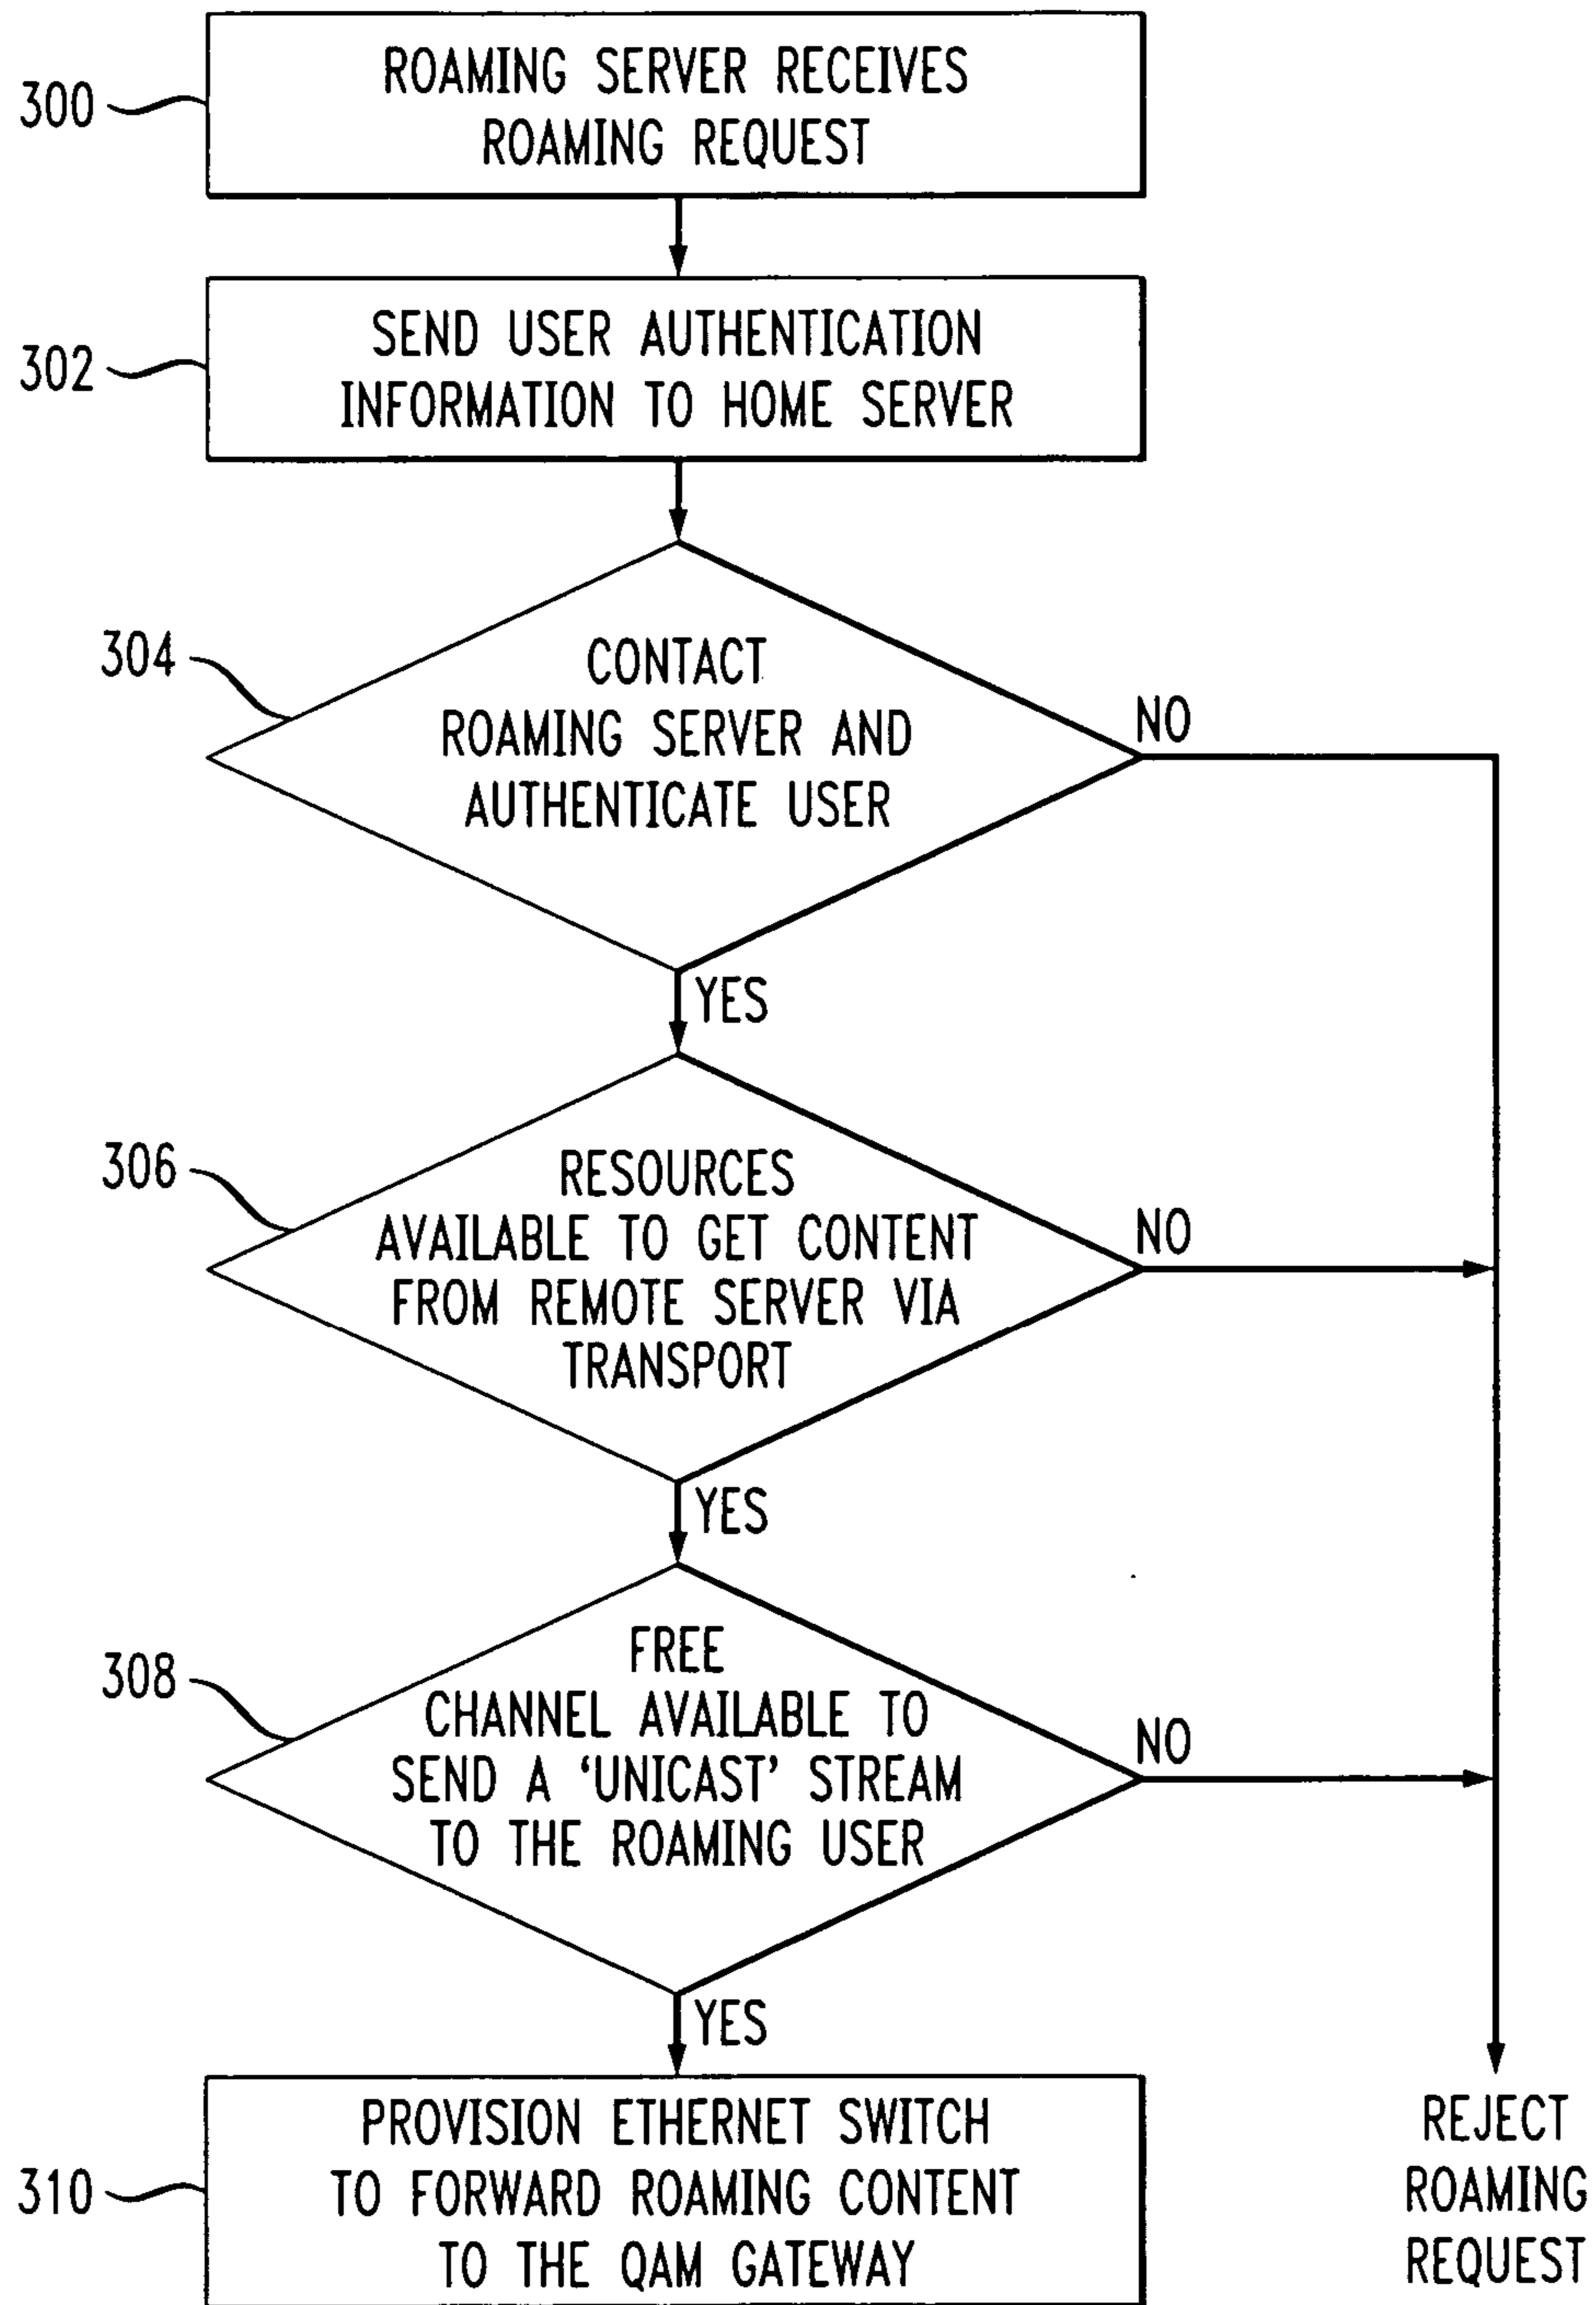 300
ROAMING SERVER RECEIVES
ROAMING REQUEST
302
SEND USER AUTHENTICATION
INFORMATION TO HOME SERVER
304
CONTACT
ROAMING SERVER AND
AUTHENTICATE USER
NO
YES
306
RESOURCES
AVAILABLE TO GET CONTENT
FROM REMOTE SERVER VIA
TRANSPORT
NO
YES
308
FREE
CHANNEL AVAILABLE TO
SEND A ‘UNICAST’ STREAM
TO THE ROAMING USER
NO
YES
310
PROVISION ETHERNET SWITCH
TO FORWARD ROAMING CONTENT
TO THE QAM GATEWAY
REJECT
ROAMING
REQUEST